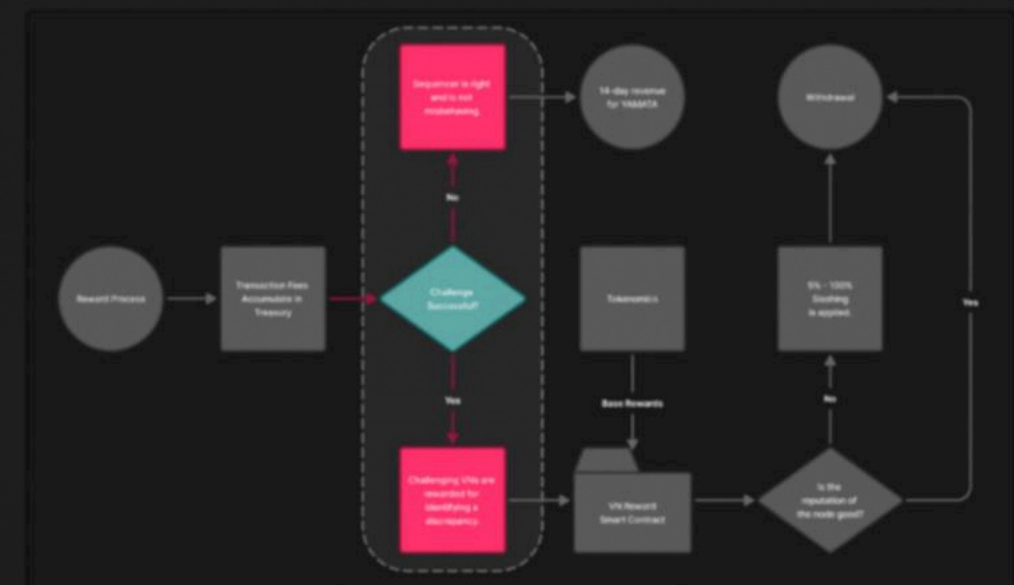 Sequencer is right
and is not
misbehaving.
14-day revenue
for YAMATA
Withdrawal
No
Reward Process
Transaction Fees
Accumulate in
Treasury
Challenge
Successful?
Tokenomics
5% - 100%
Slashing
is applied.
Yes
Yes
Base Rewards
No
Challenging VNs are
rewarded for
identifying a
discrepancy.
VN Reward
Smart Contract
Is the
reputation of
the node good?